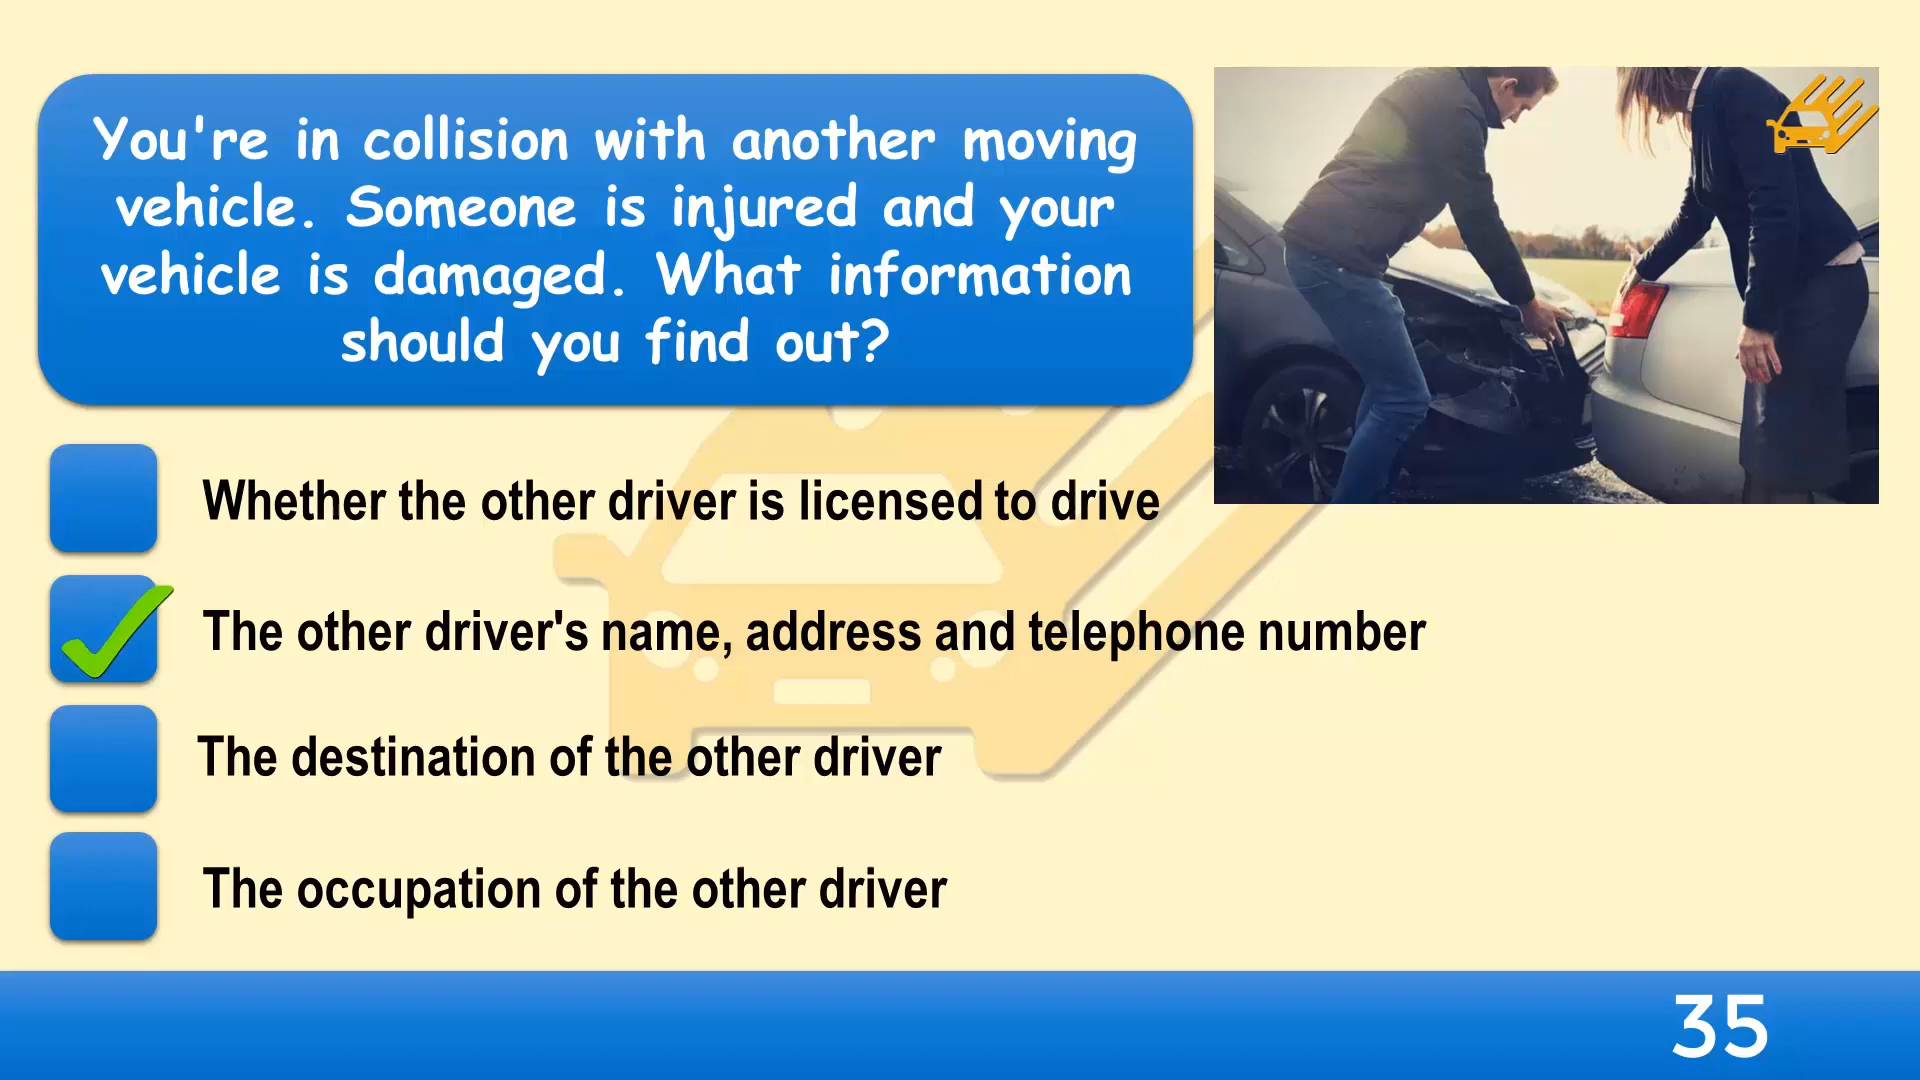 You're in collision with another moving
vehicle. Someone is injured and your
vehicle is damaged. What information
should you find out?
Whether the other driver is licensed to drive
The other driver's name, address and telephone number
The destination of the other driver
The occupation of the other driver
35